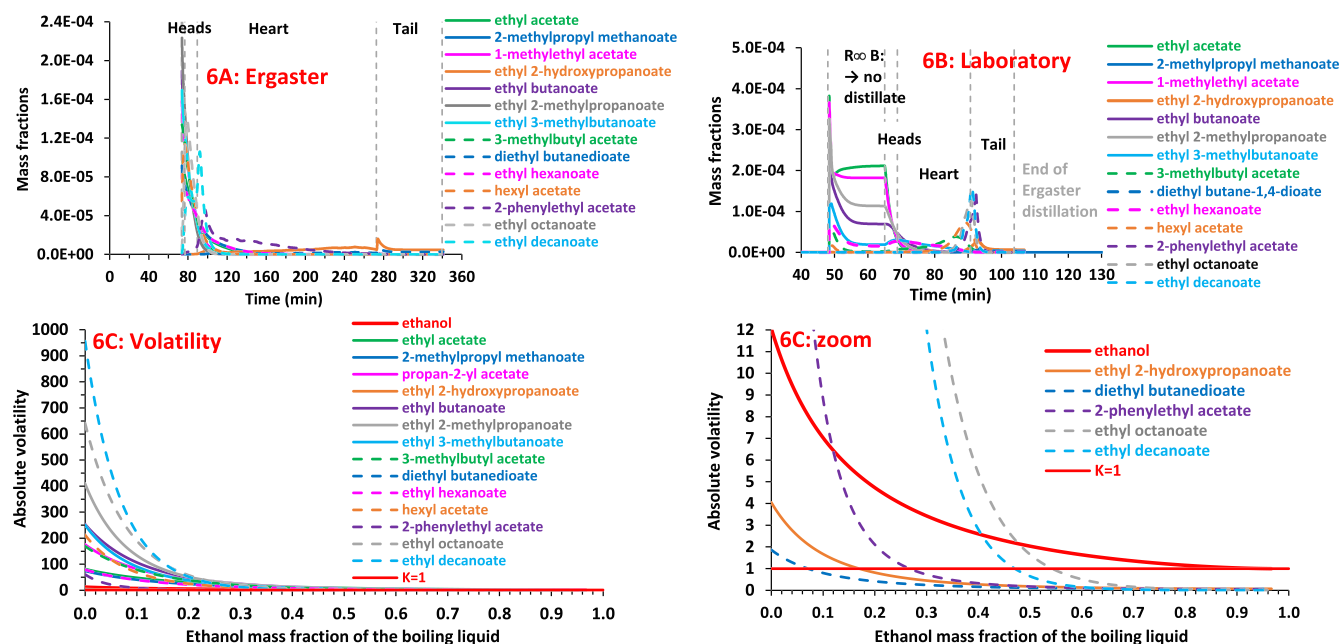 6A: Ergaster
Heads
Heart
Tail
Mass fractions
2.4E-04
2.0E-04
1.6E-04
1.2E-04
8.0E-05
4.0E-05
0.0E+00
0
40
80
120
160
200
240
280
320
360
Time (min)
ethyl acetate
2-methylpropyl methanoate
1-methylethyl acetate
ethyl 2-hydroxypropanoate
ethyl butanoate
ethyl 2-methylpropanoate
ethyl 3-methylbutanoate
3-methylbutyl acetate
diethyl butanedioate
ethyl hexanoate
hexyl acetate
2-phenylethyl acetate
ethyl octanoate
ethyl decanoate
6B: Laboratory
R∞ B:
→ no
distillate
Heads
Heart
Tail
End of
Ergaster
distillation
Mass fractions
5.0E-04
4.0E-04
3.0E-04
2.0E-04
1.0E-04
0.0E+00
40
50
60
70
80
90
100
110
120
130
Time (min)
ethyl acetate
2-methylpropyl methanoate
1-methylethyl acetate
ethyl 2-hydroxypropanoate
ethyl butanoate
ethyl 2-methylpropanoate
ethyl 3-methylbutanoate
3-methylbutyl acetate
diethyl butane-1,4-dioate
ethyl hexanoate
hexyl acetate
2-phenylethyl acetate
ethyl octanoate
ethyl decanoate
6C: Volatility
Absolute volatility
1000
900
800
700
600
500
400
300
200
100
0
0.0
0.1
0.2
0.3
0.4
0.5
0.6
0.7
0.8
0.9
1.0
Ethanol mass fraction of the boiling liquid
ethanol
ethyl acetate
2-methylpropyl methanoate
propan-2-yl acetate
ethyl 2-hydroxypropanoate
ethyl butanoate
ethyl 2-methylpropanoate
ethyl 3-methylbutanoate
3-methylbutyl acetate
diethyl butanedioate
ethyl hexanoate
hexyl acetate
2-phenylethyl acetate
ethyl octanoate
ethyl decanoate
K=1
6C: zoom
Absolute volatility
12
11
10
9
8
7
6
5
4
3
2
1
0
0.0
0.1
0.2
0.3
0.4
0.5
0.6
0.7
0.8
0.9
1.0
Ethanol mass fraction of the boiling liquid
ethanol
ethyl 2-hydroxypropanoate
diethyl butanedioate
2-phenylethyl acetate
ethyl octanoate
ethyl decanoate
K=1